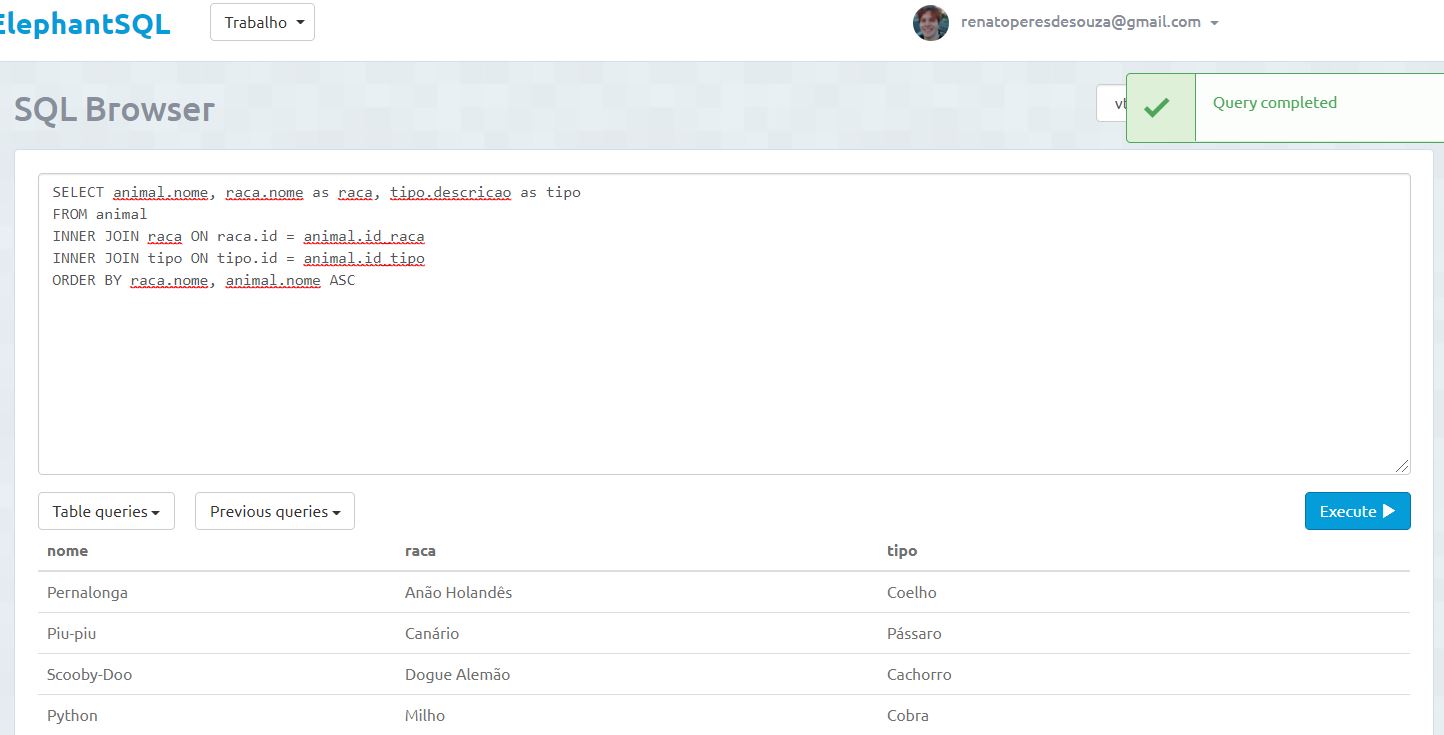 ElephantSQL
Trabalho
renatoperesdesouza@gmail.com
SQL Browser
Query completed
SELECT animal.nome, raca.nome as raca, tipo.descricao as tipo
FROM animal
INNER JOIN raca ON raca.id = animal.id_raca
INNER JOIN tipo ON tipo.id = animal.id_tipo
ORDER BY raca.nome, animal.nome ASC
Table queries
Previous queries
Execute
nome raca tipo
Pernalonga Anão Holandês Coelho
Piu-piu Canário Pássaro
Scooby-Doo Dogue Alemão Cachorro
Python Milho Cobra